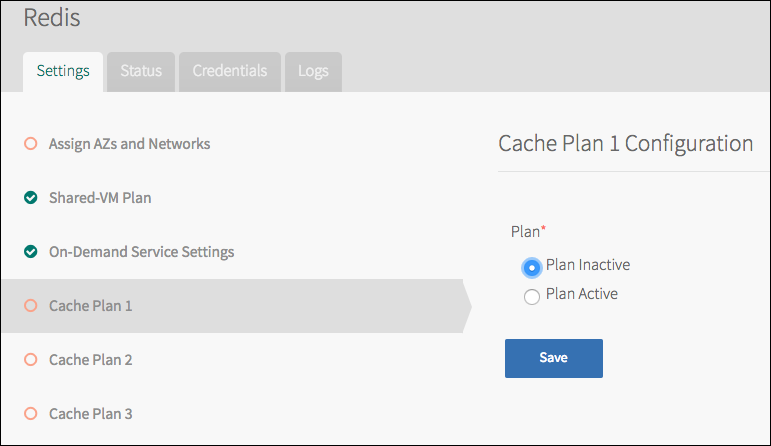 Redis
Settings
Status
Credentials
Logs
Assign AZs and Networks
Shared-VM Plan
On-Demand Service Settings
Cache Plan 1
Cache Plan 2
Cache Plan 3
Cache Plan 1 Configuration
Plan*
Plan Inactive
Plan Active
Save